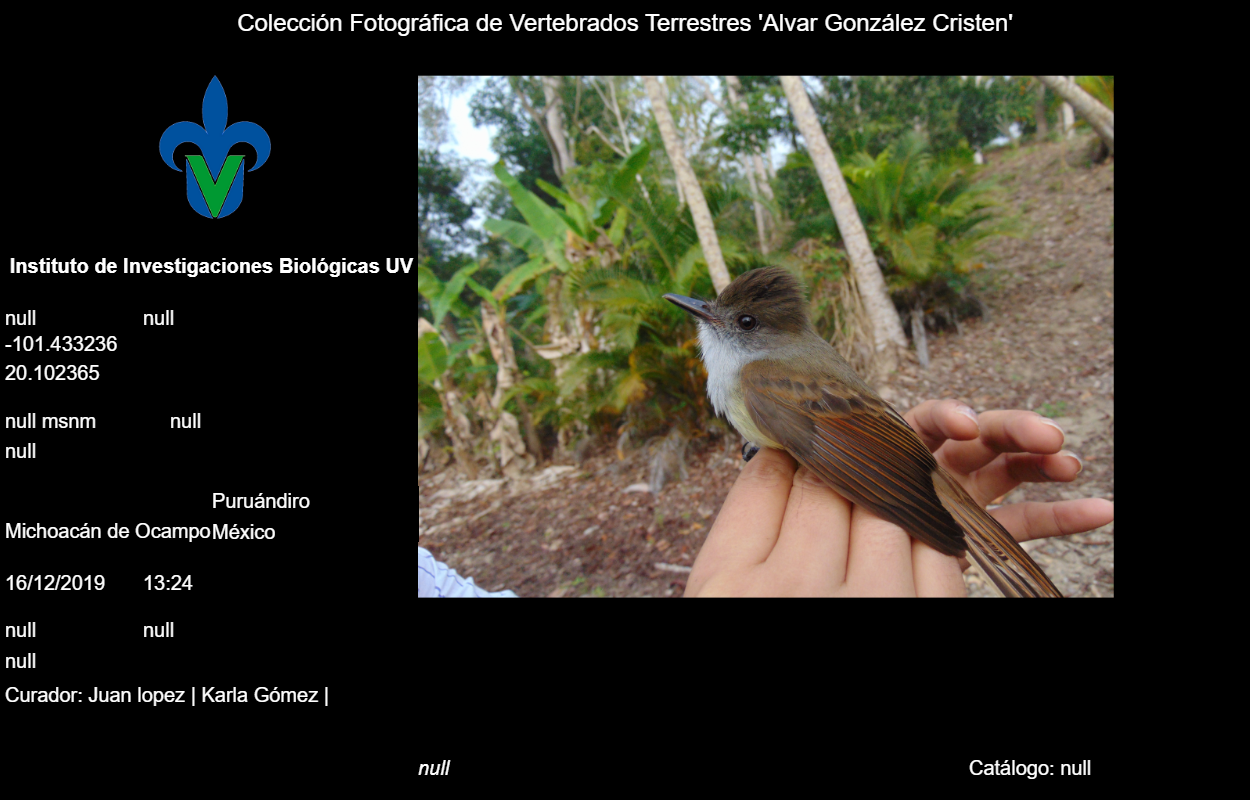 Colección Fotográfica de Vertebrados Terrestres 'Alvar González Cristen'
V
Instituto de Investigaciones Biológicas UV
null null
-101.433236
20.102365
null msnm null
null
Puruándiro
Michoacán de Ocampo México
16/12/2019 13:24
null null
null
Curador: Juan lopez | Karla Gómez |
null Catálogo: null